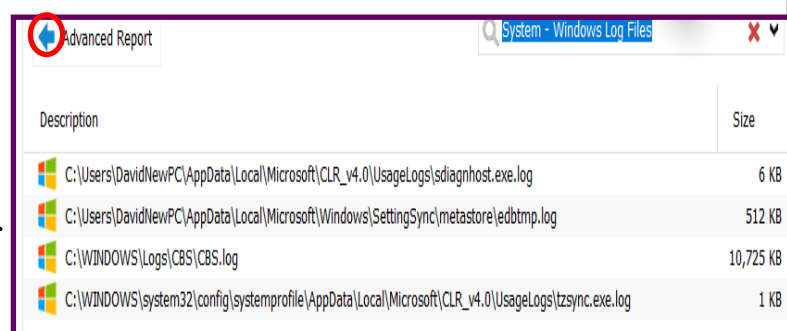 Advanced Report
System - Windows Log Files
Description Size
C:\Users\DavidNewPC\AppData\Local\Microsoft\CLR_v4.0\UsageLogs\sdiagnhost.exe.log 6 KB
C:\Users\DavidNewPC\AppData\Local\Microsoft\Windows\SettingSync\metastore\edbtmp.log 512 KB
C:\WINDOWS\Logs\CBS\CBS.log 10,725 KB
C:\WINDOWS\system32\config\systemprofile\AppData\Local\Microsoft\CLR_v4.0\UsageLogs\tzsync.exe.log 1 KB